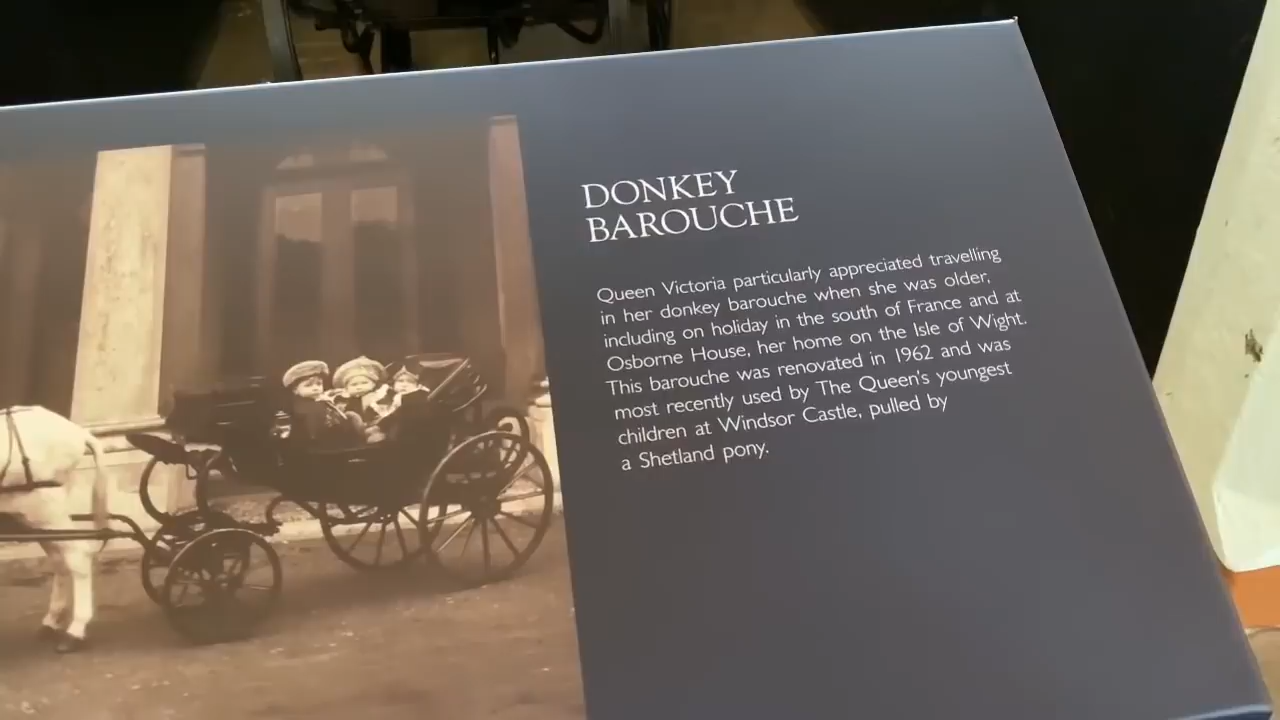 DONKEY
BAROUCHE
Queen Victoria particularly appreciated travelling
in her donkey barouche when she was older,
including on holiday in the south of France and at
Osborne House, her home on the Isle of Wight.
This barouche was renovated in 1962 and was
most recently used by The Queen's youngest
children at Windsor Castle, pulled by
a Shetland pony.